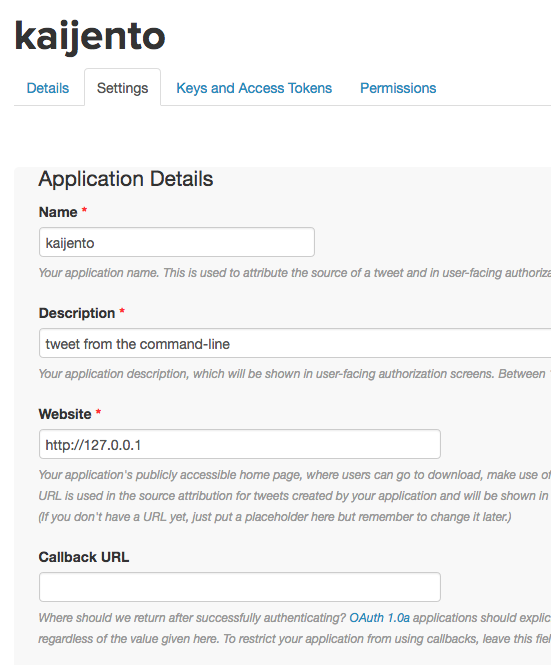 kaijento
Details Settings Keys and Access Tokens Permissions
Application Details
Name *
kaijento
Your application name. This is used to attribute the source of a tweet and in user-facing
Description *
tweet from the command-line
Your application description, which will be shown in user-facing authorization screens. Between
Website *
http://127.0.0.1
Your application's publicly accessible home page, where users can go to download, make use of
URL is used in the source attribution for tweets created by your application and will be shown in
(If you don't have a URL yet, just put a placeholder here but remember to change it later.)
Callback URL
Where should we return after successfully authenticating? OAuth 1.0a applications should
regardless of the value given here. To restrict your application from using callbacks, leave this